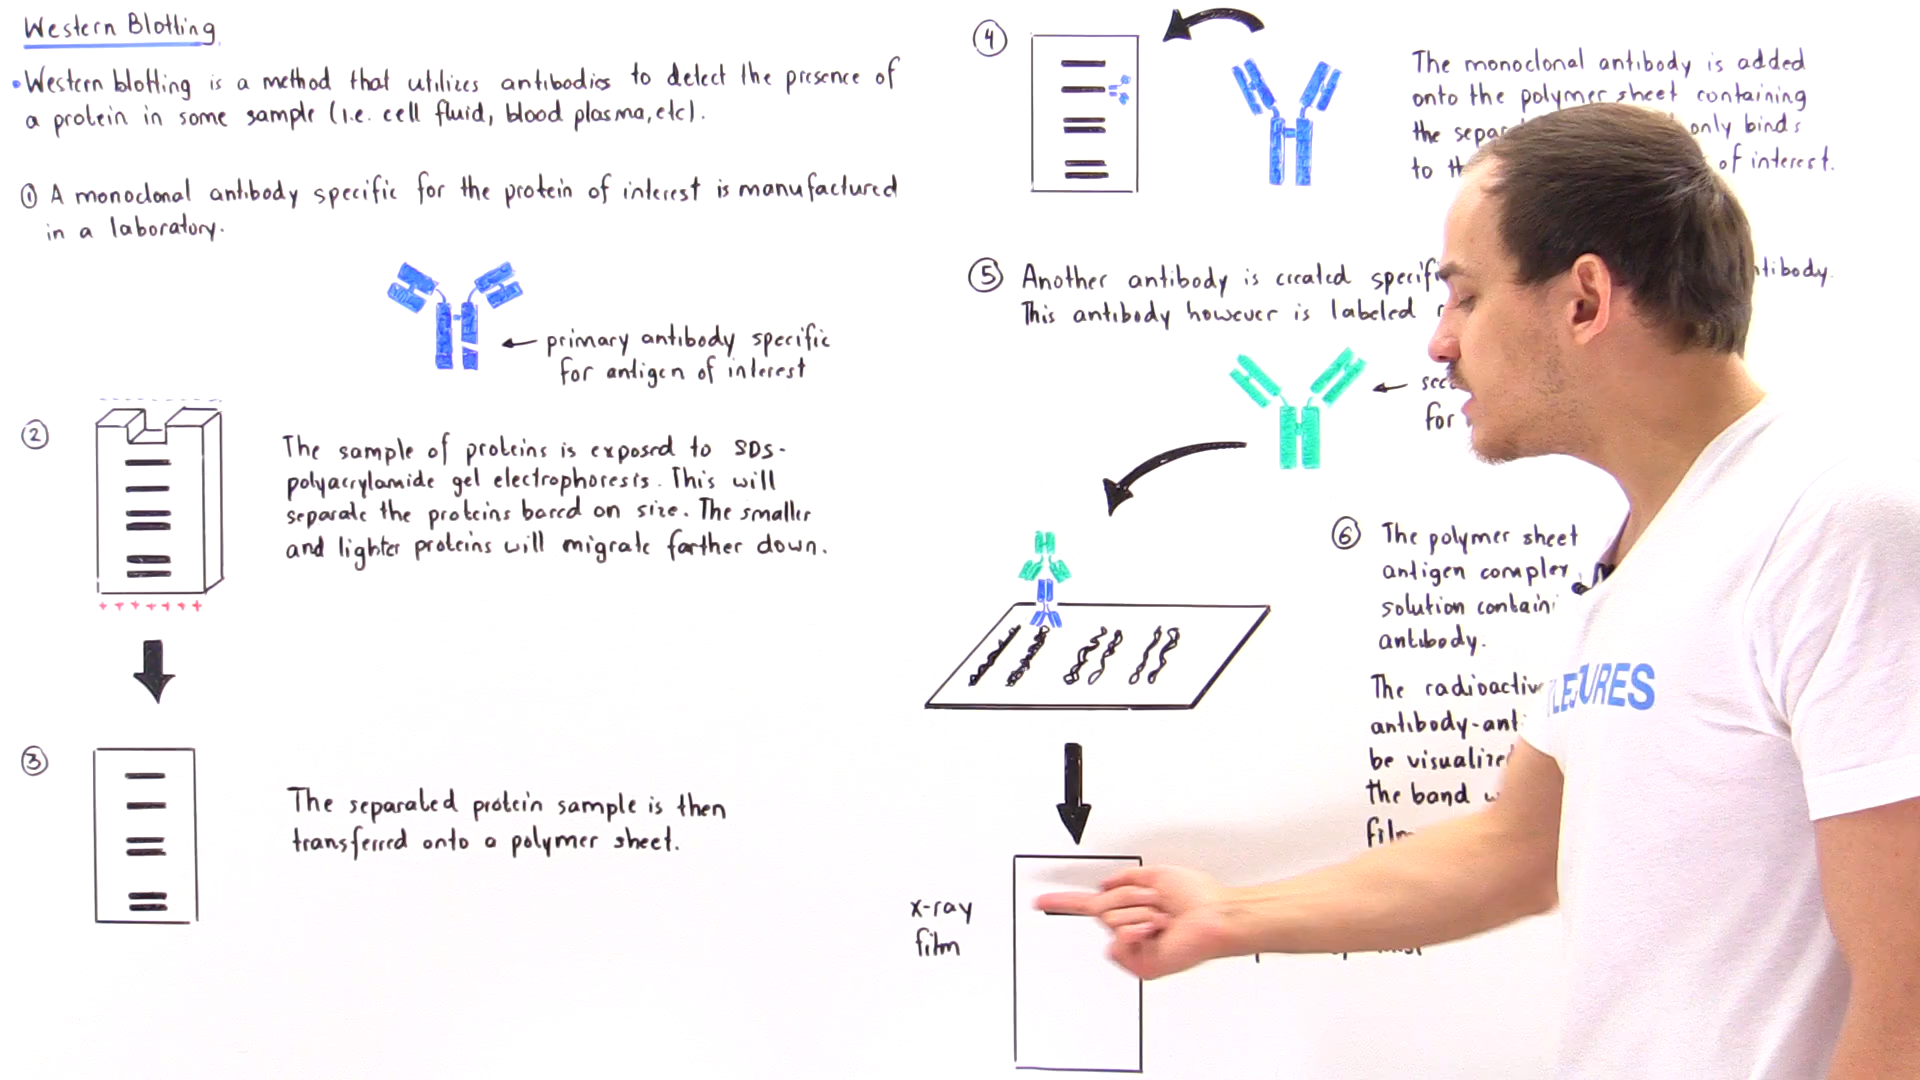 Western Blotting
• Western blotting is a method that utilizes antibodies to detect the presence of
a protein in some sample (i.e. cell fluid, blood plasma, etc).
① A monoclonal antibody specific for the protein of interest is manufactured
in a laboratory.
primary antibody specific
for antigen of interest
②
The sample of proteins is exposed to SDS-
polyacrylamide gel electrophoresis. This will
separate the proteins based on size. The smaller
and lighter proteins will migrate farther down.
+ + + + + + +
③
The separated protein sample is then
transferred onto a polymer sheet.
④
The monoclonal antibody is added
onto the polymer sheet containing
the only binds
to of interest.
⑤ Another antibody is created
This antibody however is labeled
for
⑥ The polymer sheet
antigen complex
solution
antibody.
The
be
the band
film
x-ray
film